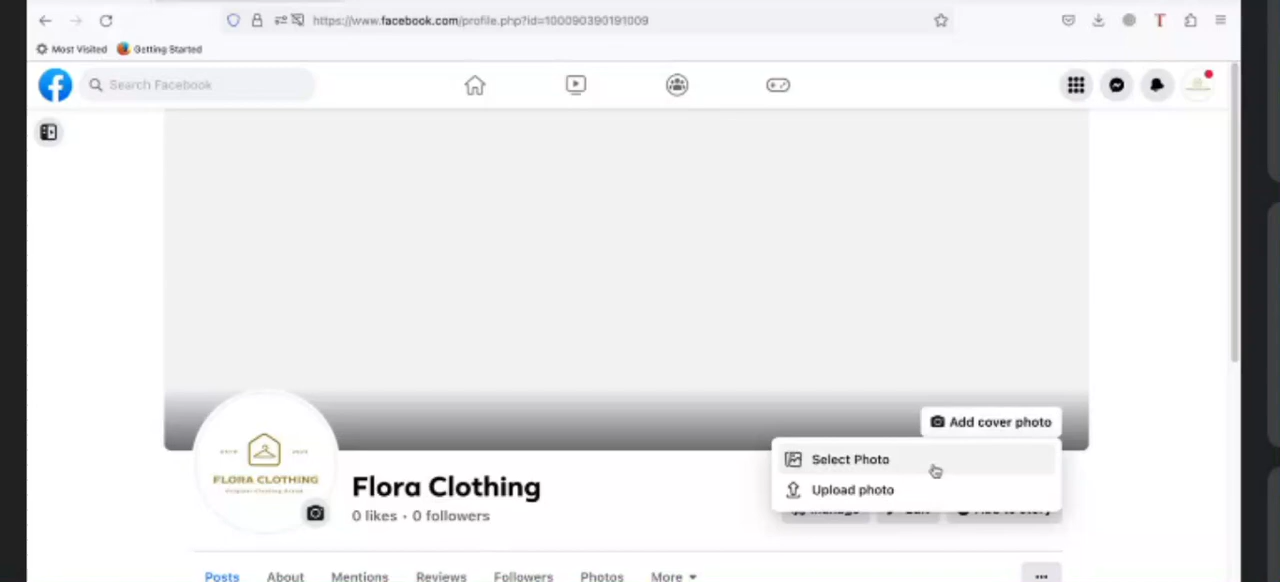 https://www.facebook.com/profile.php?id=100090390191009
T
Most Visited
Getting Started
Search Facebook
Add cover photo
Select Photo
Upload photo
FLORA CLOTHING
Flora Clothing
0 likes · 0 followers
Posts
About
Mentions
Reviews
Followers
Photos
More